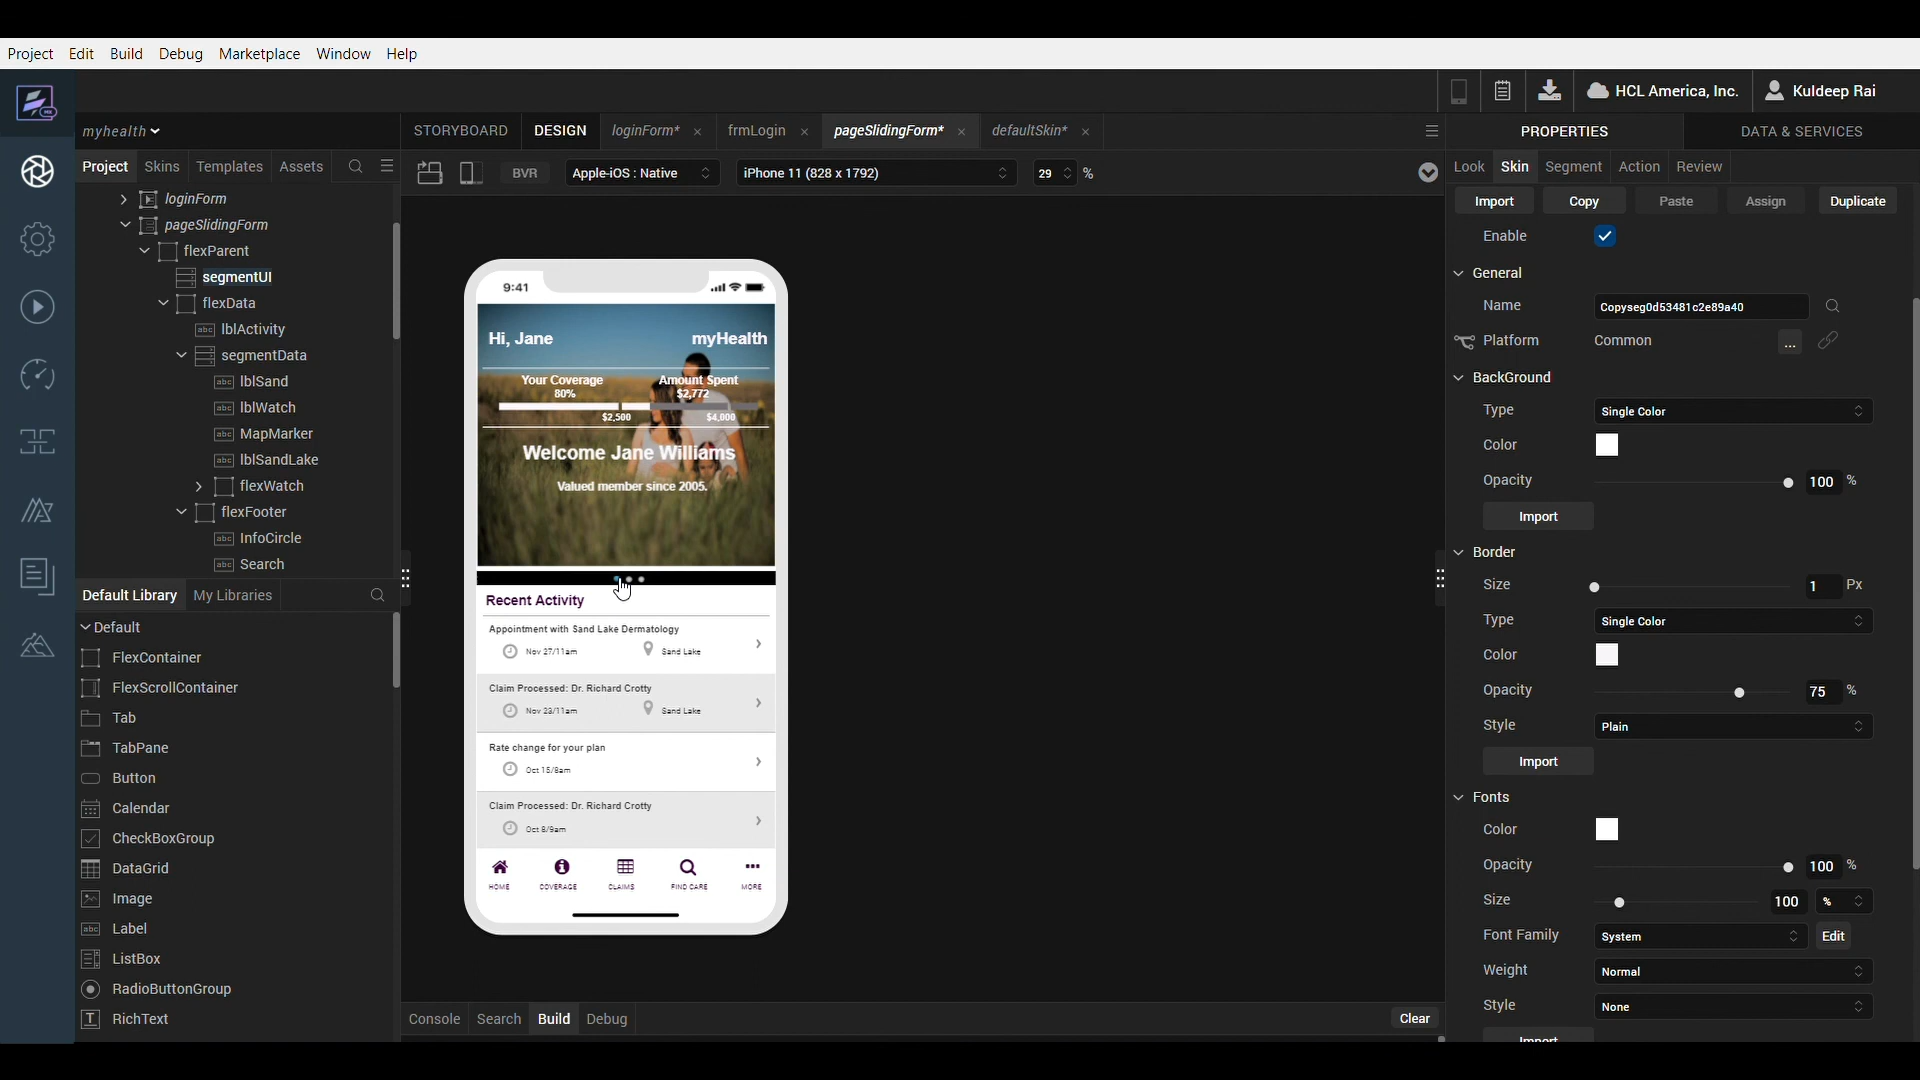 Project Edit Build Debug Marketplace Window Help
HCL America, Inc. Kuldeep Rai
myhealth
STORYBOARD DESIGN loginForm* × frmLogin × pageSlidingForm* × defaultSkin* ×
PROPERTIES DATA & SERVICES
Project Skins Templates Assets
BVR Apple-iOS : Native iPhone 11 (828 x 1792) 29 %
Look Skin Segment Action Review
loginForm
pageSlidingForm
flexParent
segmentUI
flexData
lblActivity
segmentData
lblSand
lblWatch
MapMarker
lblSandLake
flexWatch
flexFooter
InfoCircle
Search
Default Library My Libraries
Default
FlexContainer
FlexScrollContainer
Tab
TabPane
Button
Calendar
CheckBoxGroup
DataGrid
Image
Label
ListBox
RadioButtonGroup
RichText
9:41
Hi, Jane myHealth
Your Coverage Amount Spent
80% $2,772
$2,500 $4,000
Welcome Jane Williams
Valued member since 2005.
Recent Activity
Appointment with Sand Lake Dermatology
Nov 27/11am Sand Lake
Claim Processed: Dr. Richard Crotty
Nov 23/11am Sand Lake
Rate change for your plan
Oct 15/8am
Claim Processed: Dr. Richard Crotty
Oct 8/9am
HOME COVERAGE CLAIMS FIND CARE MORE
Console Search Build Debug Clear
Import Copy Paste Assign Duplicate
Enable
General
Name Copyseg0d53481c2e89a40
Platform Common ...
BackGround
Type Single Color
Color
Opacity 100 %
Import
Border
Size 1 Px
Type Single Color
Color
Opacity 75 %
Style Plain
Import
Fonts
Color
Opacity 100 %
Size 100 %
Font Family System Edit
Weight Normal
Style None
Import